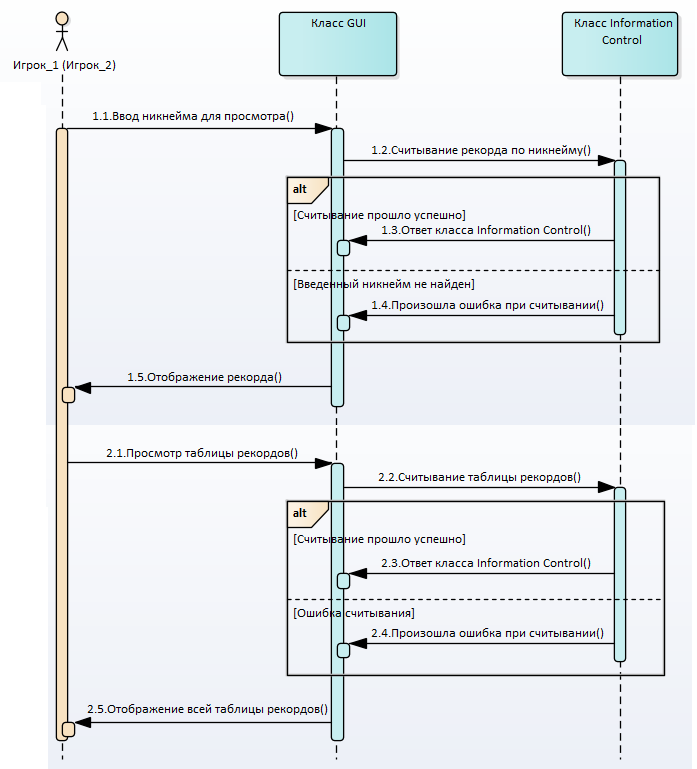 Игрок_1 (Игрок_2)
Класс GUI
Класс Information
Control
1.1.Ввод никнейма для просмотра()
1.2.Считывание рекорда по никнейму()
alt
[Считывание прошло успешно]
1.3.Ответ класса Information Control()
[Введенный никнейм не найден]
1.4.Произошла ошибка при считывании()
1.5.Отображение рекорда()
2.1.Просмотр таблицы рекордов()
2.2.Считывание таблицы рекордов()
alt
[Считывание прошло успешно]
2.3.Ответ класса Information Control()
[Ошибка считывания]
2.4.Произошла ошибка при считывании()
2.5.Отображение всей таблицы рекордов()